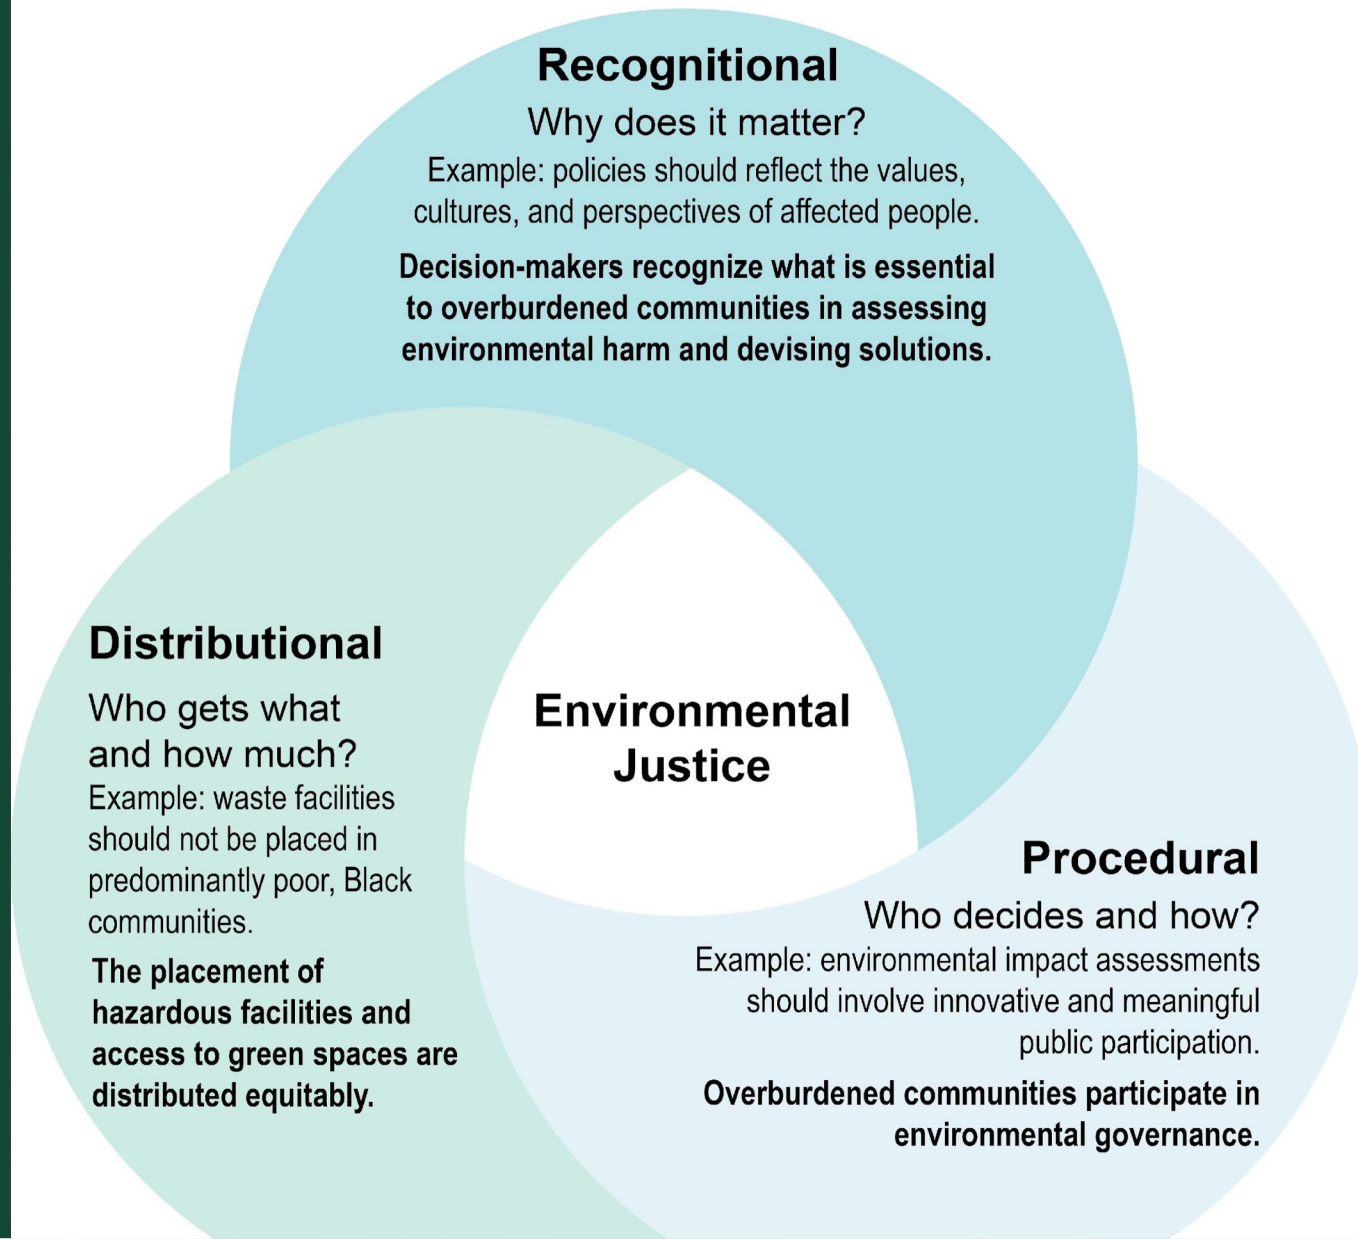 Recognitional
Why does it matter?
Example: policies should reflect the values,
cultures, and perspectives of affected people.
Decision-makers recognize what is essential
to overburdened communities in assessing
environmental harm and devising solutions.
Distributional
Who gets what
and how much?
Example: waste facilities
should not be placed in
predominantly poor, Black
communities.
The placement of
hazardous facilities and
access to green spaces are
distributed equitably.
Environmental
Justice
Procedural
Who decides and how?
Example: environmental impact assessments
should involve innovative and meaningful
public participation.
Overburdened communities participate in
environmental governance.